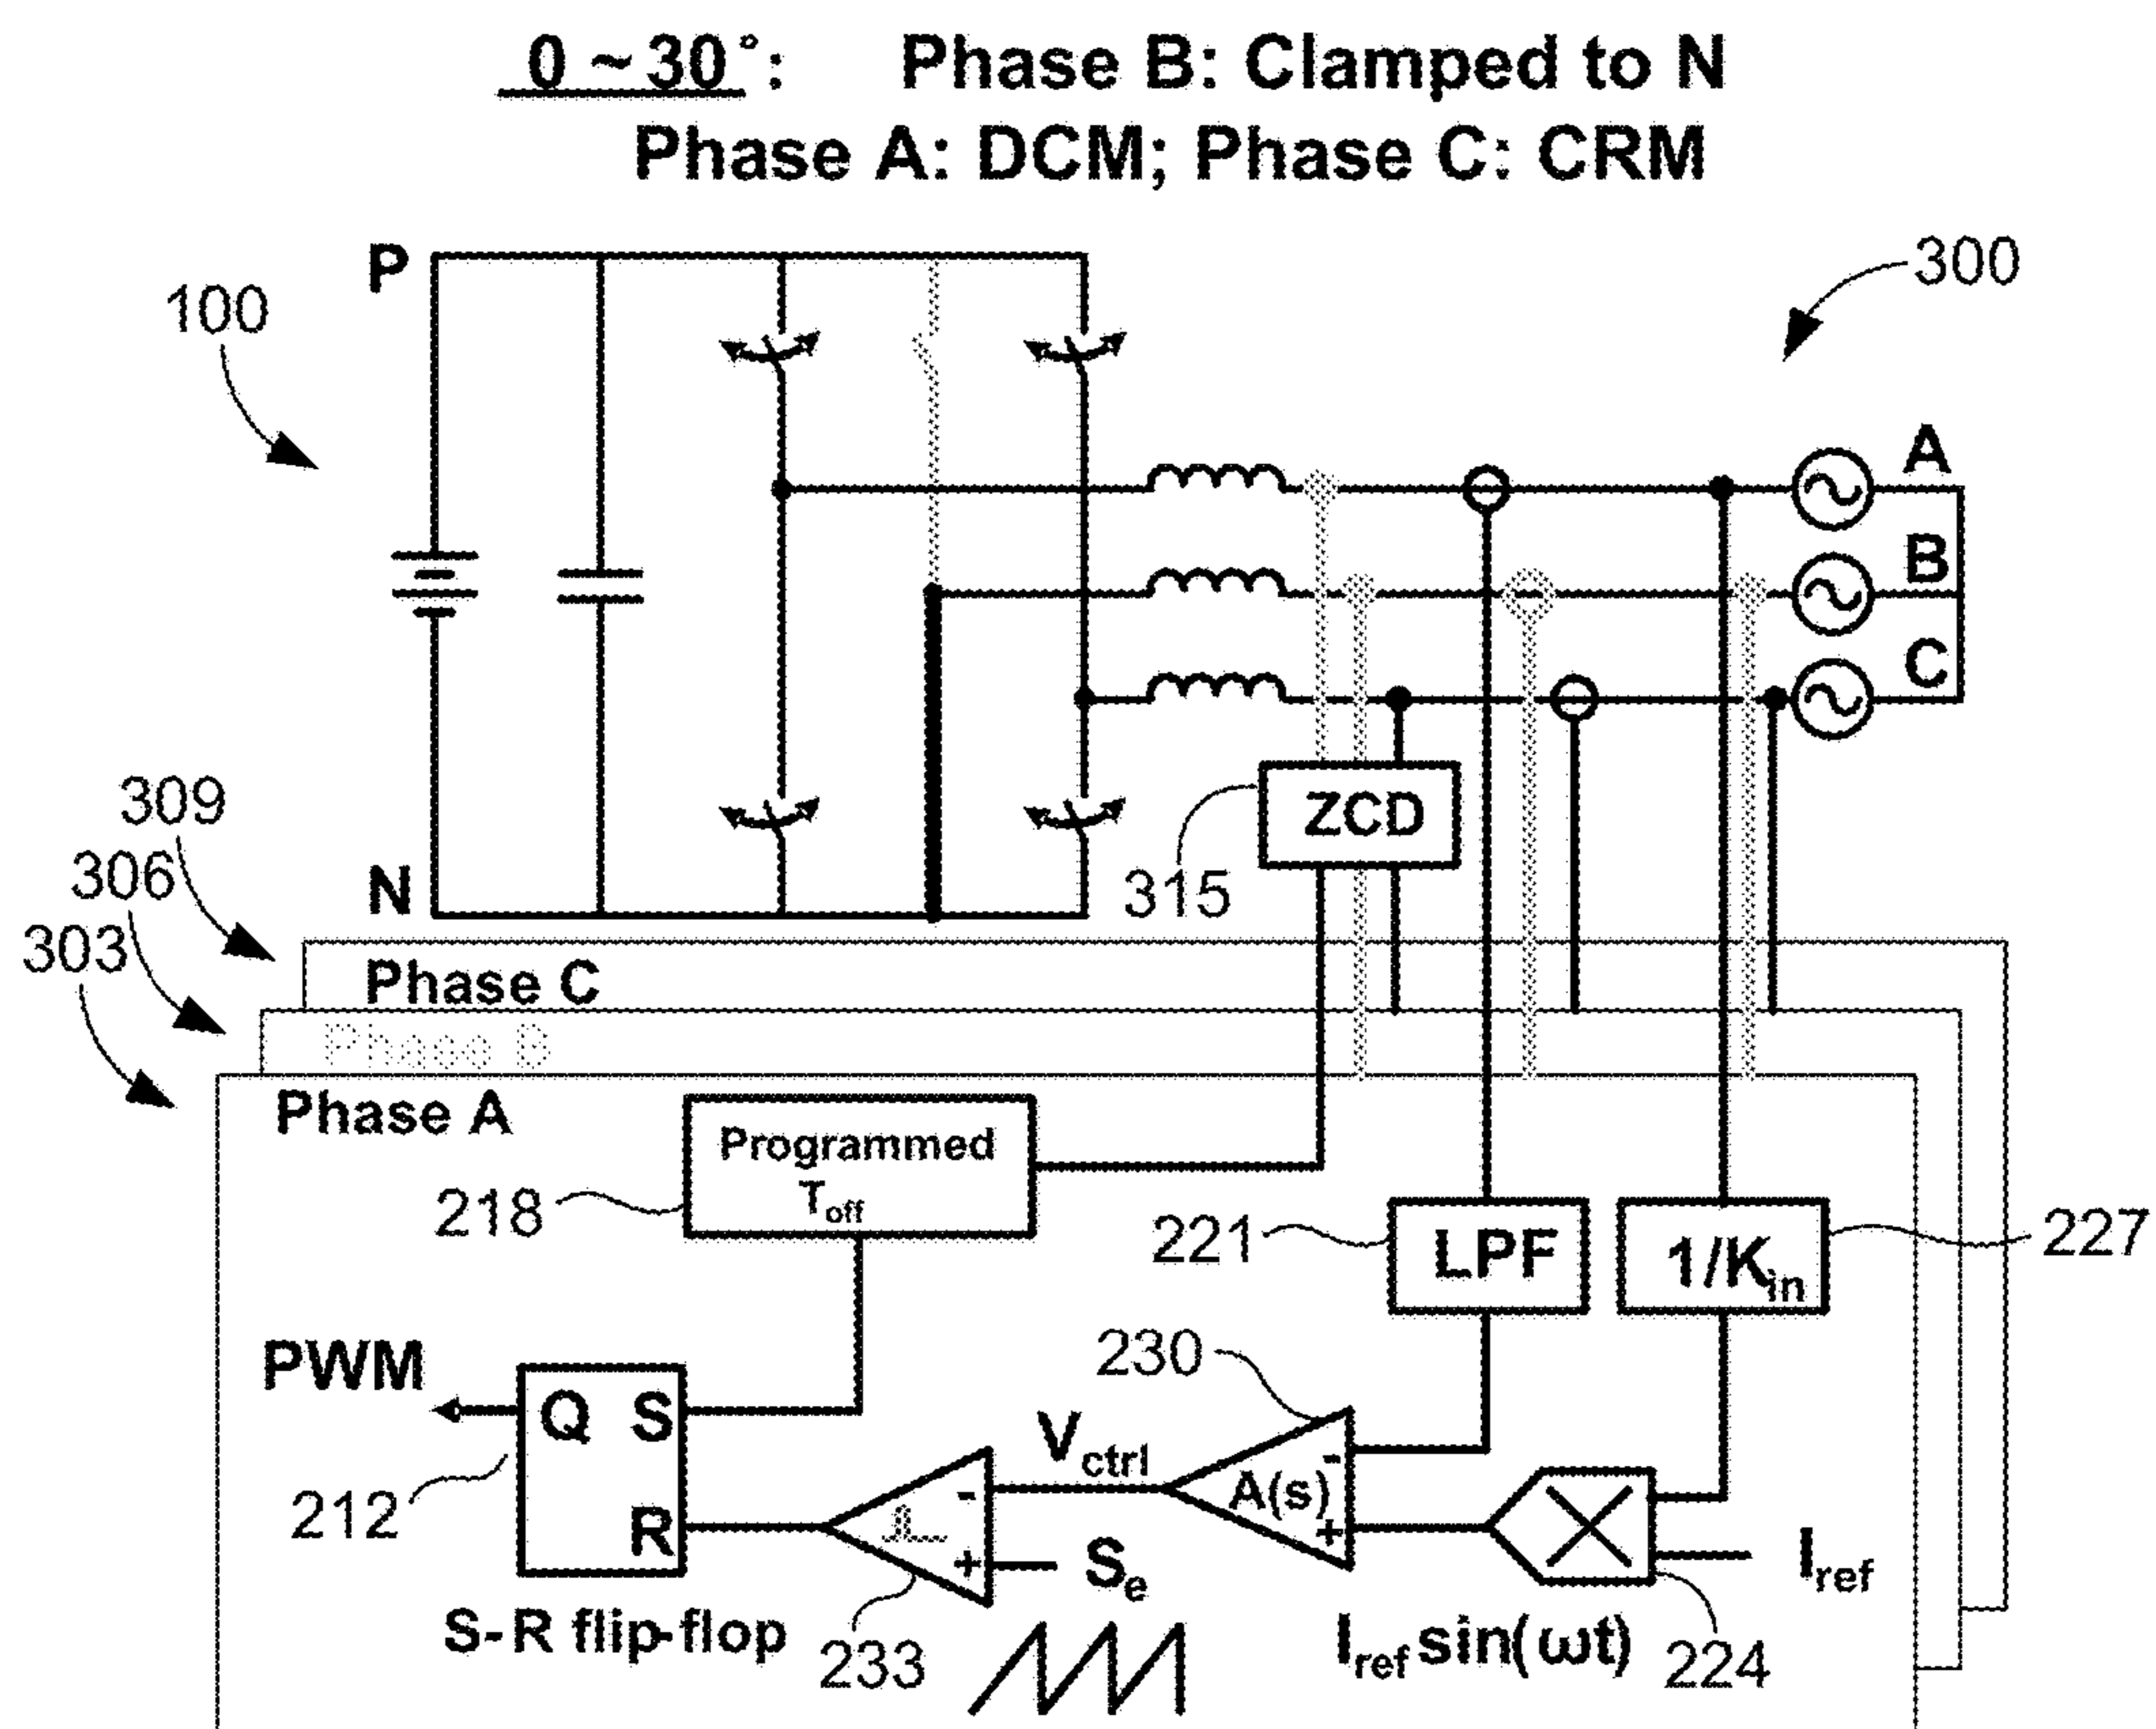 0 ~ 30°: Phase B: Clamped to N
Phase A: DCM; Phase C: CRM
P
300
100
A
B
C
309
306
303
N
ZCD
315
Phase C
Phase B
Phase A
Programmed
Toff
218
221
LPF
1/Kin
227
PWM
230
Q S
R
Vctrl
A(s)
-
+
212
-
+
Se
Iref
S-R flip-flop
233
Iref sin(ωt)
224